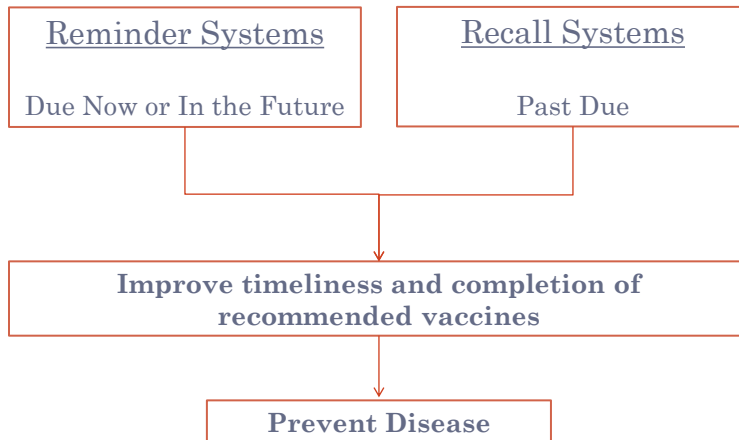 Reminder Systems
Due Now or In the Future
Recall Systems
Past Due
Improve timeliness and completion of
recommended vaccines
Prevent Disease